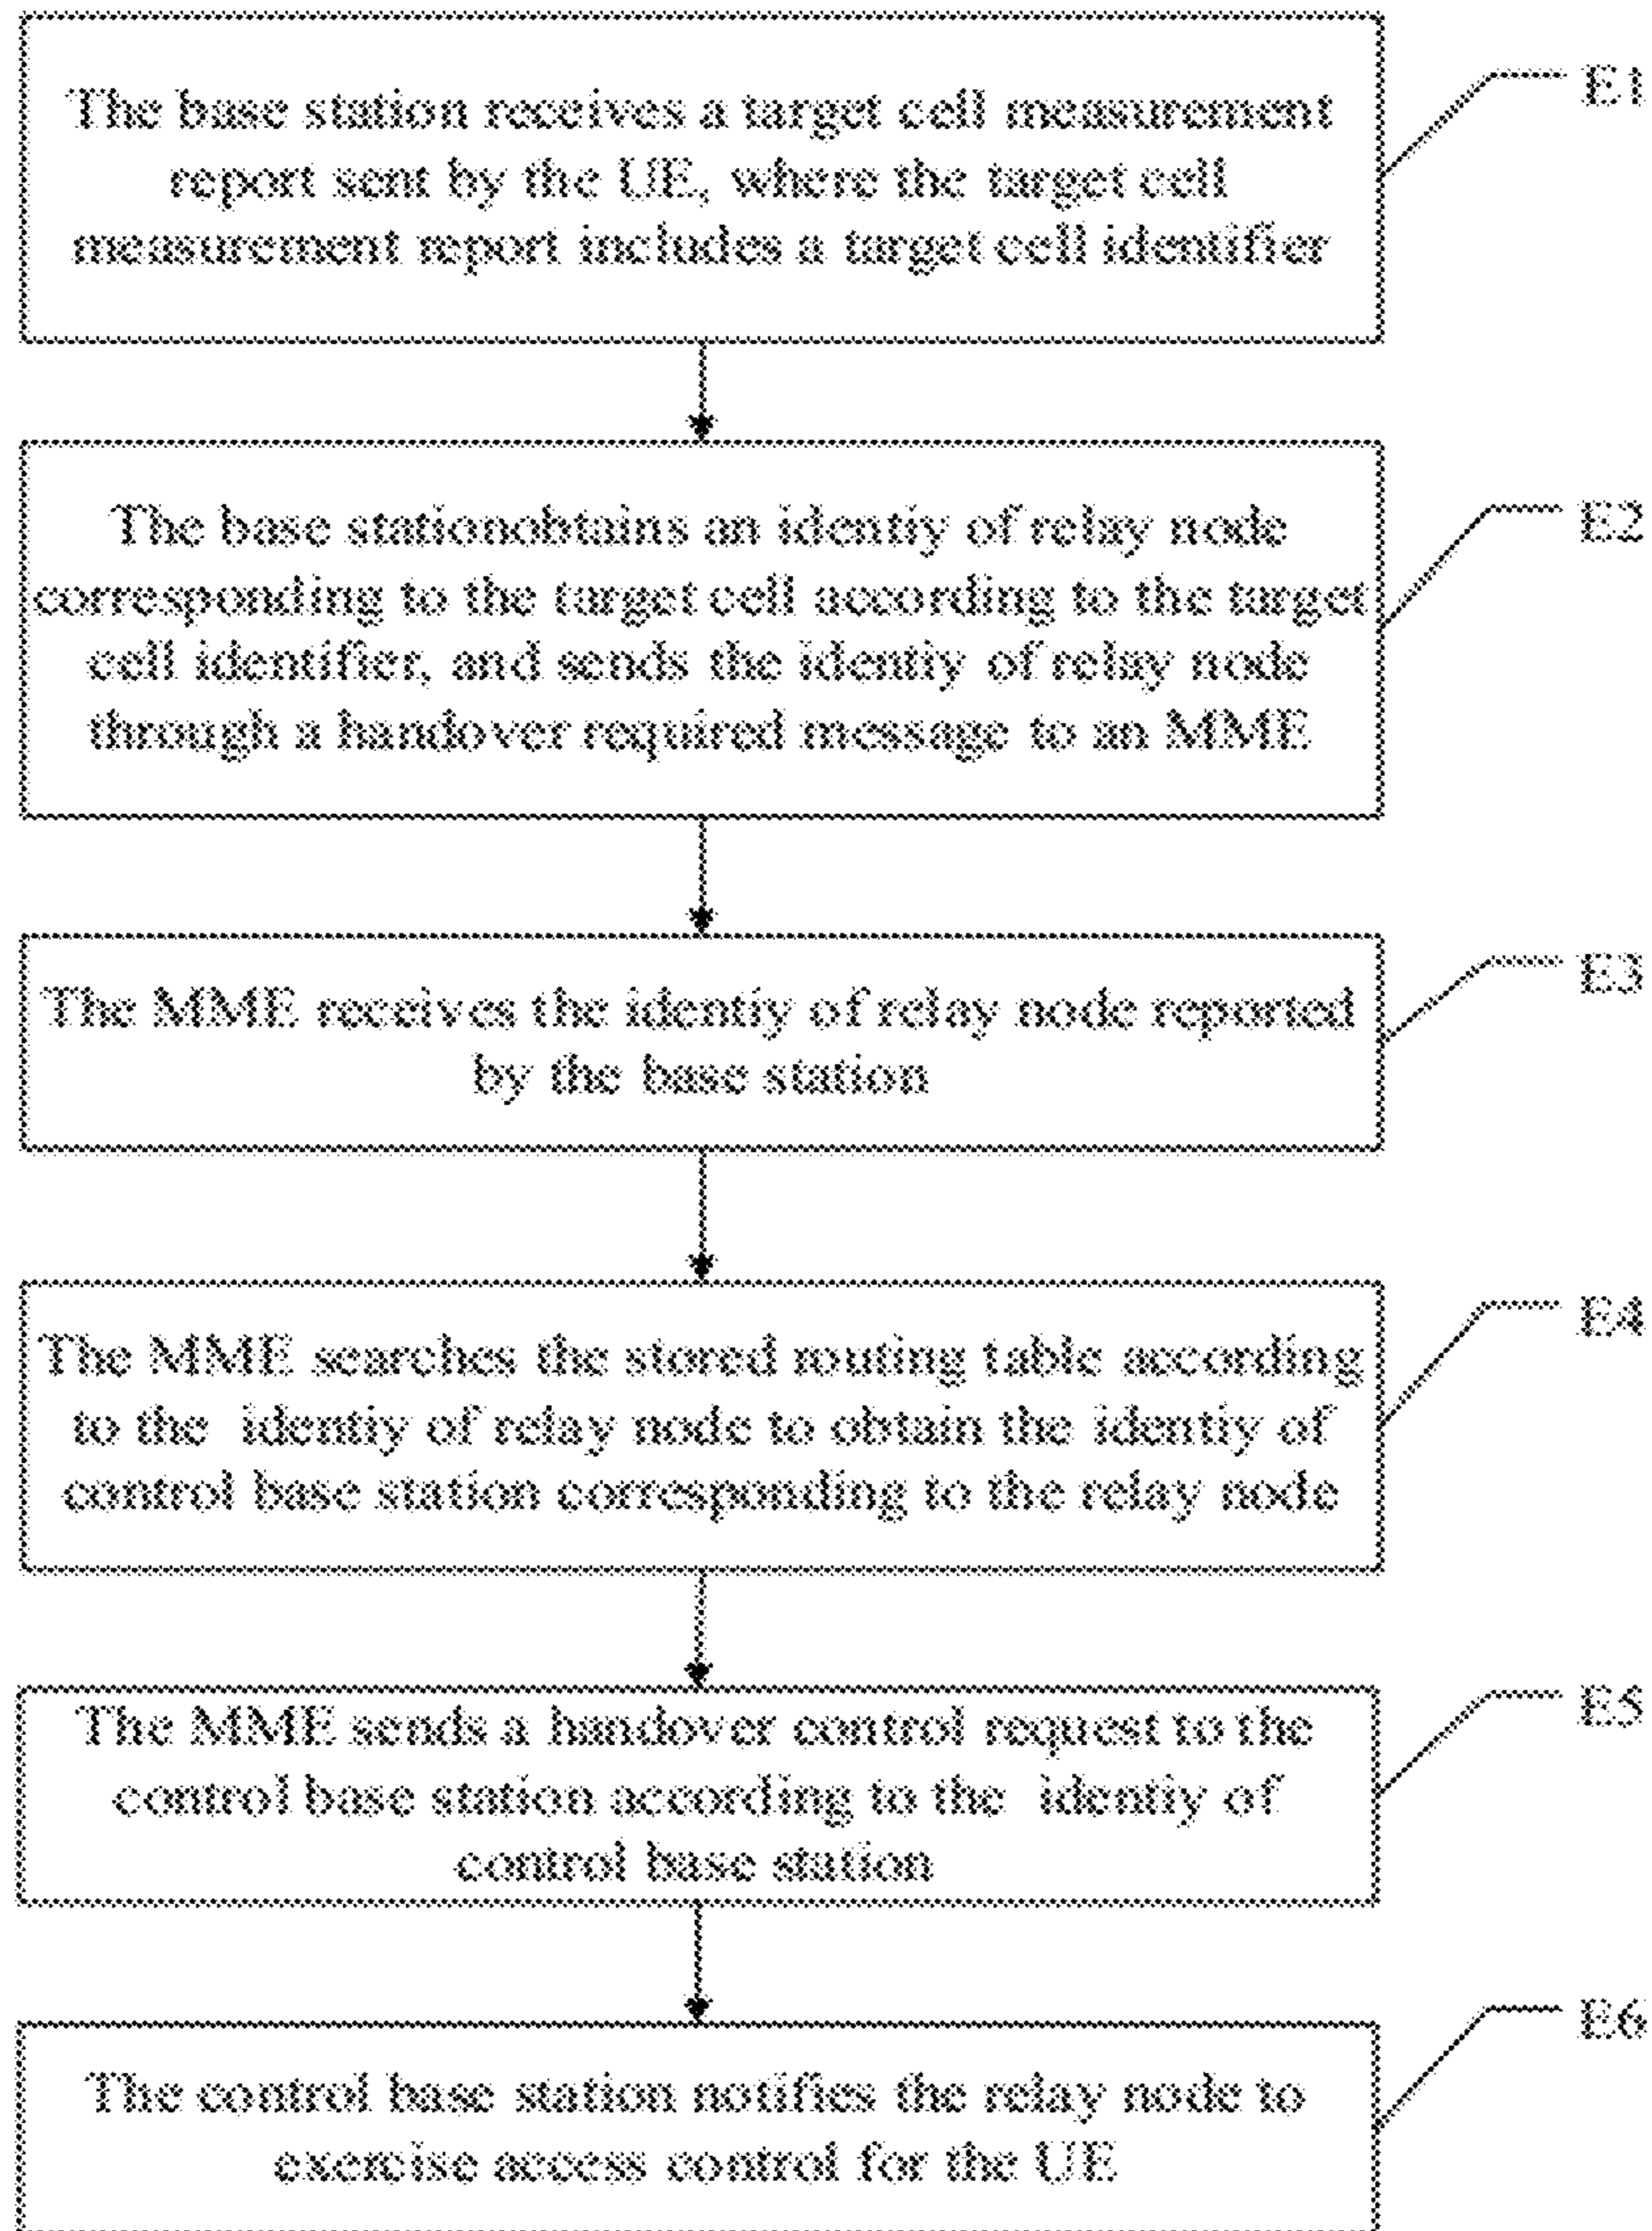 The base station receives a target cell measurement
report sent by the UE, where the target cell
measurement report includes a target cell identifier
E1
The base stationobtains an identiy of relay node
corresponding to the target cell according to the target
cell identifier, and sends the identiy of relay node
through a handover required message to an MME
E2
The MME receives the identiy of relay node reported
by the base station
E3
The MME searches the stored routing table according
to the identiy of relay node to obtain the identiy of
control base station corresponding to the relay node
E4
The MME sends a handover control request to the
control base station according to the identiy of
control base station
E5
The control base station notifies the relay node to
exercise access control for the UE
E6